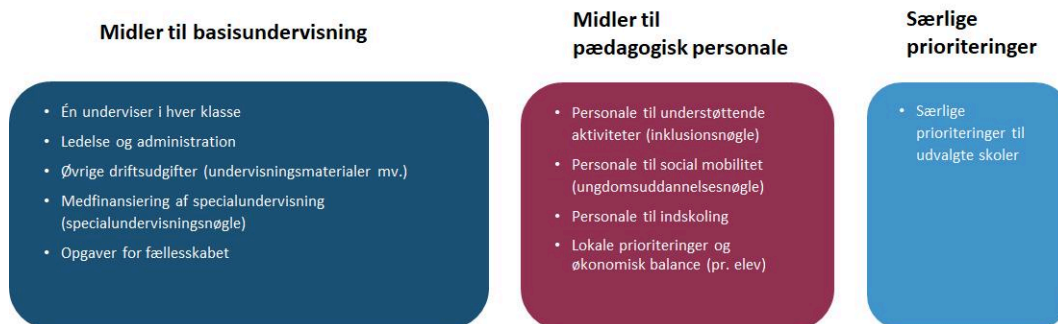 Midler til basisundervisning
• Én underviser i hver klasse
• Ledelse og administration
• Øvrige driftsudgifter (undervisningsmaterialer mv.)
• Medfinansiering af specialundervisning
(specialundervisningsnøgle)
• Opgaver for fællesskabet
Midler til
pædagogisk personale
• Personale til understøttende
aktiviteter (inklusionsnøgle)
• Personale til social mobilitet
(ungdomsuddannelsesnøgle)
• Personale til indskoling
• Lokale prioriteringer og
økonomisk balance (pr. elev)
Særlige
prioriteringer
• Særlige
prioriteringer til
udvalgte skoler